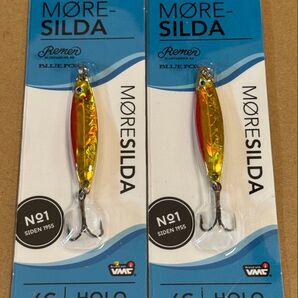 MØRE-
SILDA
MØRE-
SILDA
Remen
Remen
BLUE FOX
BLUE FOX
MØRESILDA
MØRESILDA
Nº1
SIDEN 1955
Nº1
SIDEN 1955
VMC
VMC
HOLO
HOLO